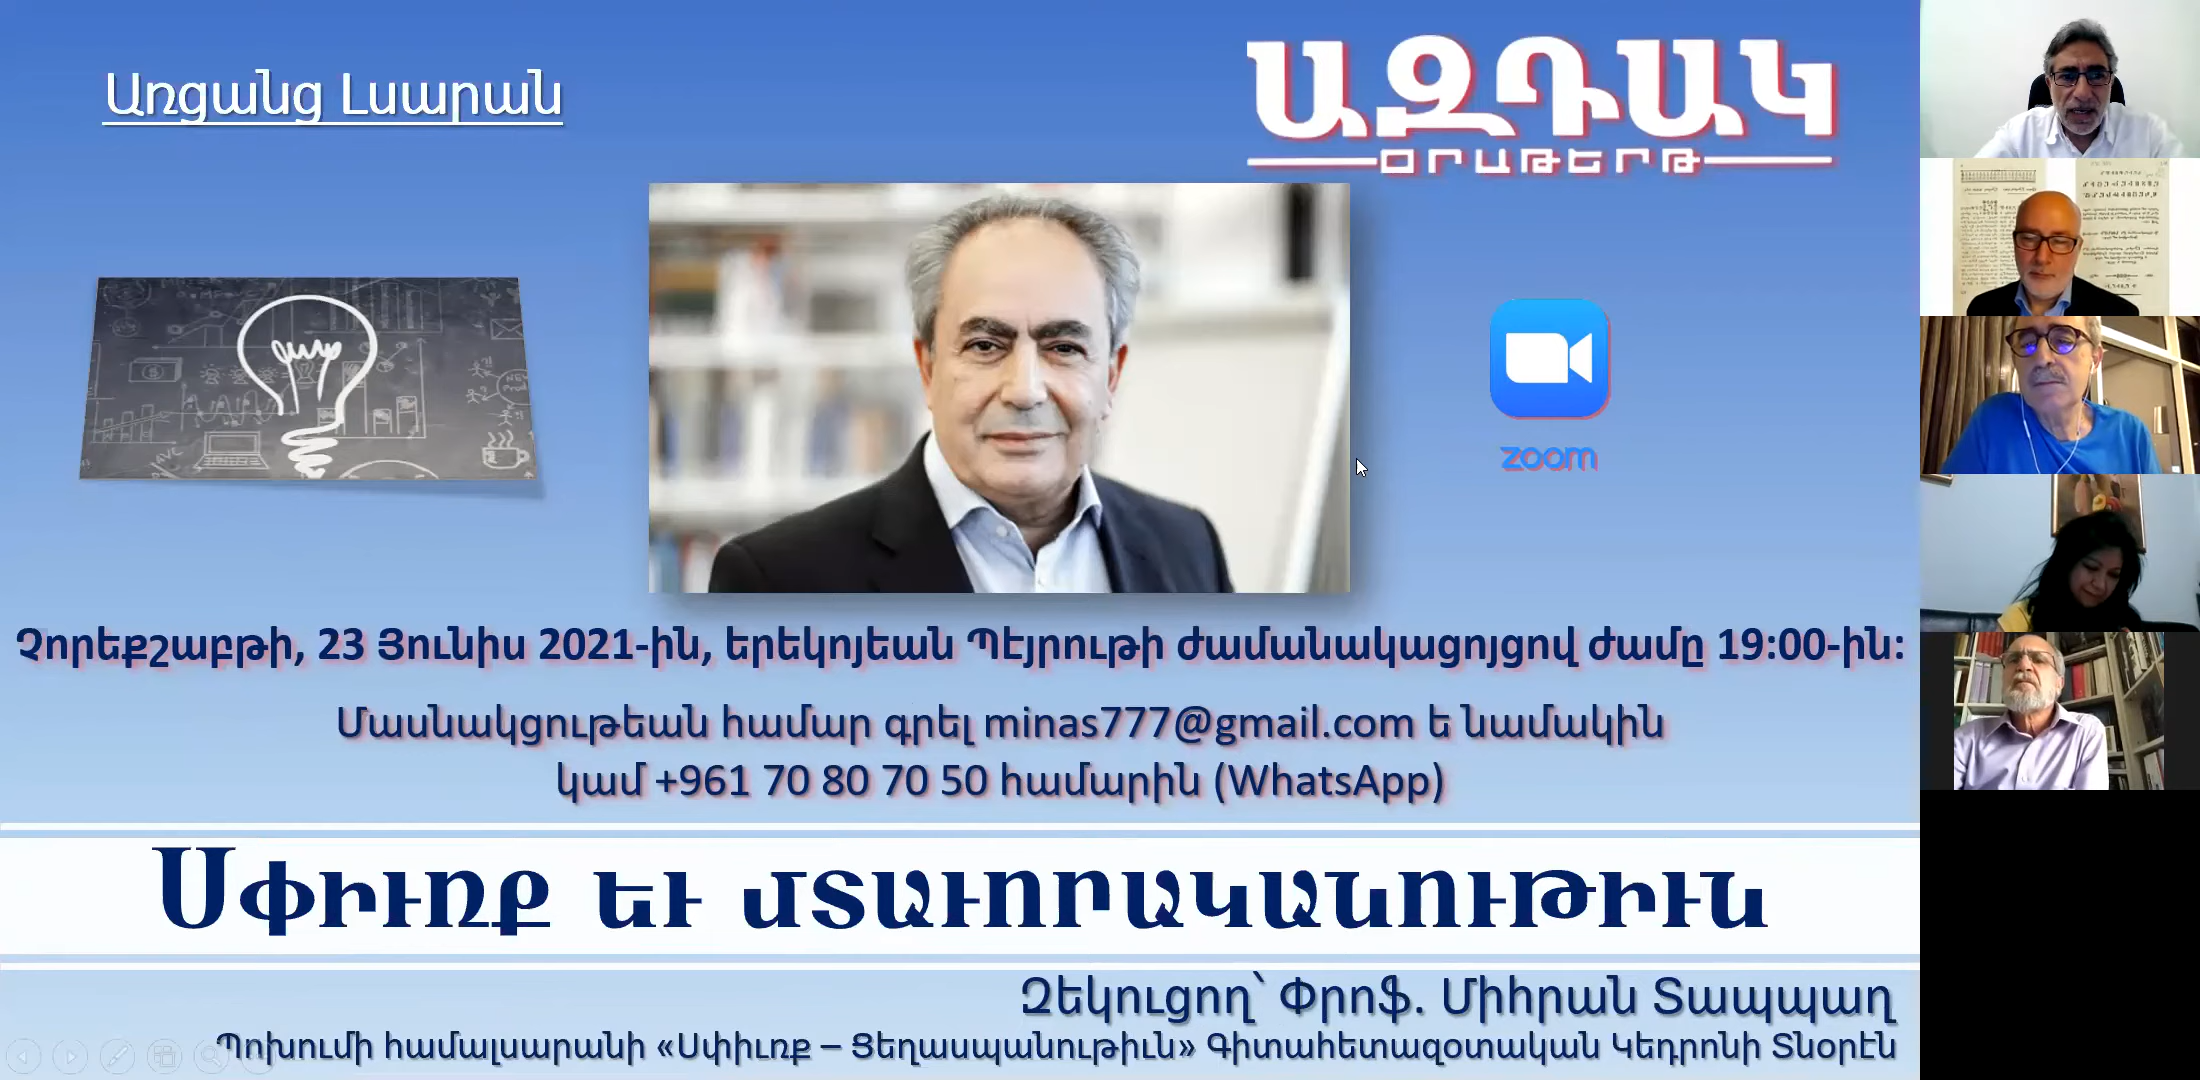 Առցանց Լսարան
ԱԶԴԱԿ
ՕՐԱԹԵՐԹ
zoom
Չորեքշաբթի, 23 Յունիս 2021-ին, երեկոյեան Պէյրութի ժամանակացոյցով ժամը 19:00-ին:
Մասնակցութեան համար գրել minas777@gmail.com ե նամակին
կամ +961 70 80 70 50 համարին (WhatsApp)
Սփիւռք եւ մտաւորականութիւն
Զեկուցող՝ Փրոֆ. Միհրան Տապպաղ
Պոխումի համալսարանի «Սփիւռք – Ցեղասպանութիւն» Գիտահետազօտական Կեդրոնի Տնօրէն